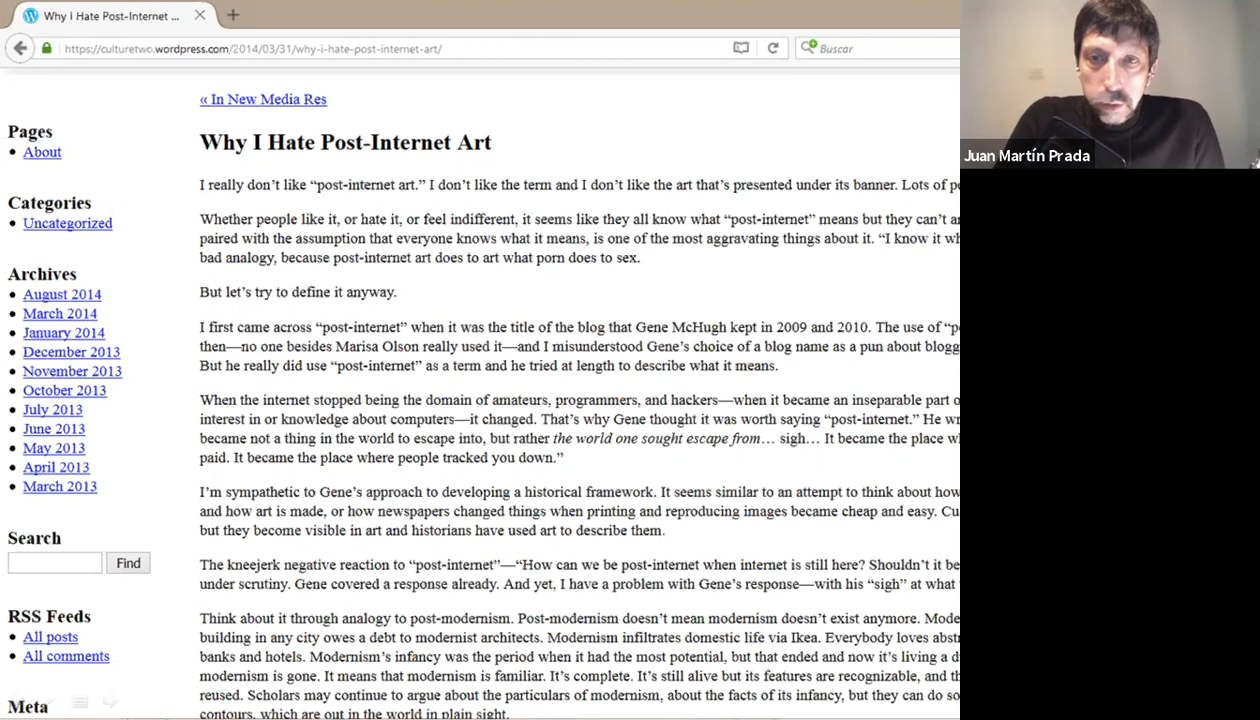 Why I Hate Post-Internet ...
https://culturetwo.wordpress.com/2014/03/31/why-i-hate-post-internet-art/
Buscar
Juan Martín Prada
« In New Media Res
Pages
About
Categories
Uncategorized
Archives
August 2014
March 2014
January 2014
December 2013
November 2013
October 2013
July 2013
June 2013
May 2013
April 2013
March 2013
Search
Find
RSS Feeds
All posts
All comments
Meta
Why I Hate Post-Internet Art
I really don’t like “post-internet art.” I don’t like the term and I don’t like the art that’s presented under its banner. Lots of
Whether people like it, or hate it, or feel indifferent, it seems like they all know what “post-internet” means but they can’t
paired with the assumption that everyone knows what it means, is one of the most aggravating things about it. “I know it
bad analogy, because post-internet art does to art what porn does to sex.
But let’s try to define it anyway.
I first came across “post-internet” when it was the title of the blog that Gene McHugh kept in 2009 and 2010. The use of
then—no one besides Marisa Olson really used it—and I misunderstood Gene’s choice of a blog name as a pun about
But he really did use “post-internet” as a term and he tried at length to describe what it means.
When the internet stopped being the domain of amateurs, programmers, and hackers—when it became an inseparable part
interest in or knowledge about computers—it changed. That’s why Gene thought it was worth saying “post-internet.” He
became not a thing in the world to escape into, but rather the world one sought escape from… sigh… It became the place
paid. It became the place where people tracked you down.”
I’m sympathetic to Gene’s approach to developing a historical framework. It seems similar to an attempt to think about how
and how art is made, or how newspapers changed things when printing and reproducing images became cheap and easy.
but they become visible in art and historians have used art to describe them.
The kneejerk negative reaction to “post-internet”—“How can we be post-internet when internet is still here? Shouldn’t it
under scrutiny. Gene covered a response already. And yet, I have a problem with Gene’s response—with his “sigh” at what
Think about it through analogy to post-modernism. Post-modernism doesn’t mean modernism doesn’t exist anymore.
building in any city owes a debt to modernist architects. Modernism infiltrates domestic life via Ikea. Everybody loves
banks and hotels. Modernism’s infancy was the period when it had the most potential, but that ended and now it’s living a
modernism is gone. It means that modernism is familiar. It’s complete. It’s still alive but its features are recognizable, and
reused. Scholars may continue to argue about the particulars of modernism, about the facts of its infancy, but they can do
contours, which are out in the world in plain sight.